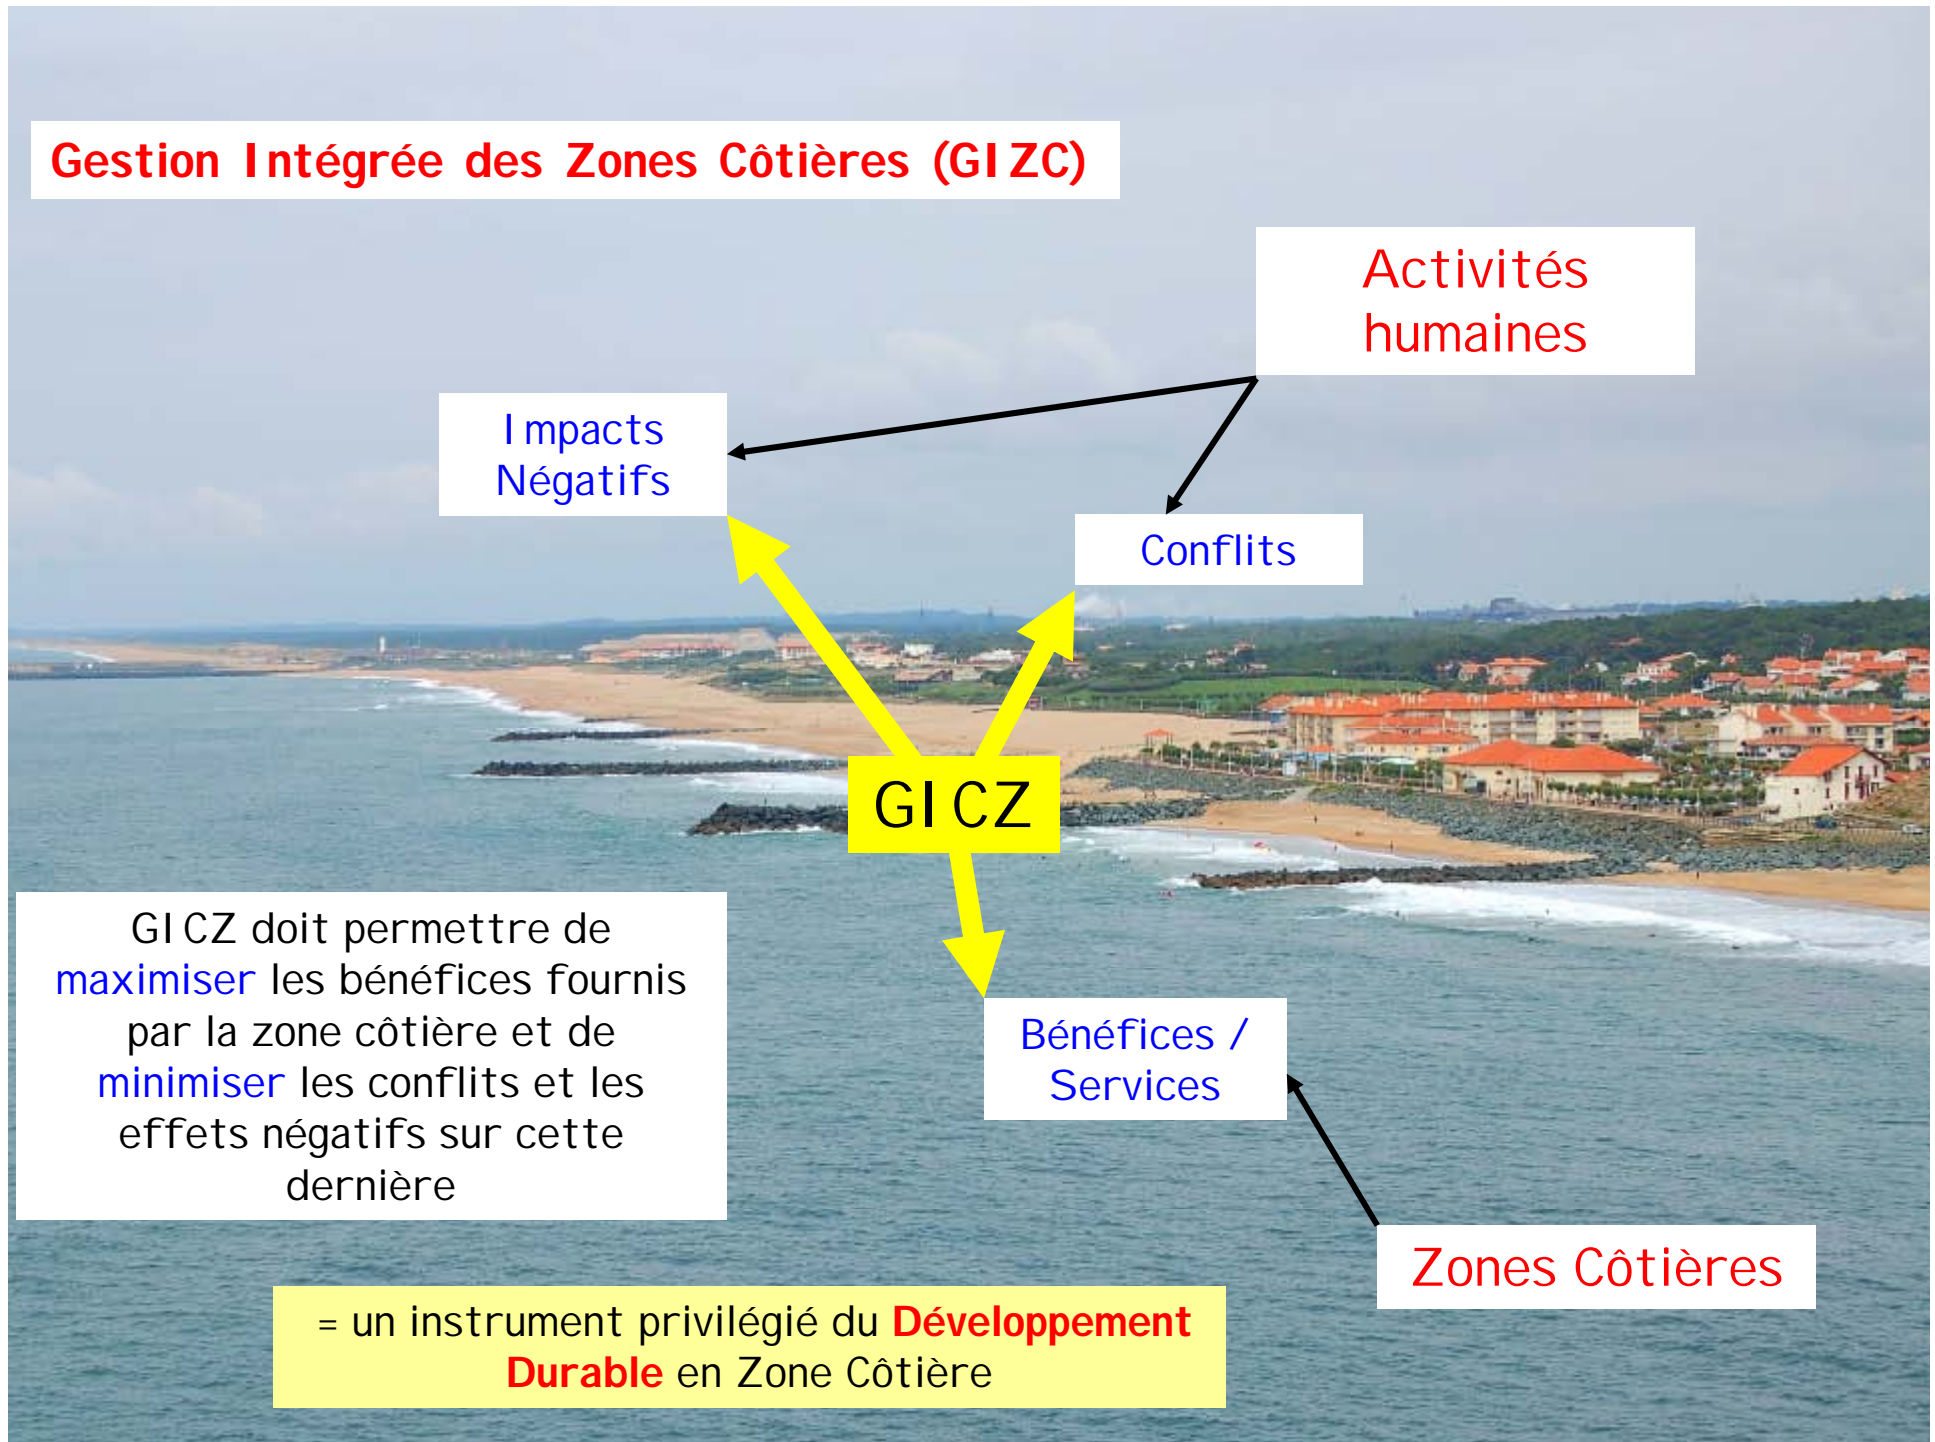 Gestion Intégrée des Zones Côtières (GIZC)
Activités
humaines
Impacts
Négatifs
Conflits
GICZ
GICZ doit permettre de
maximiser les bénéfices fournis
par la zone côtière et de
minimiser les conflits et les
effets négatifs sur cette
dernière
Bénéfices /
Services
Zones Côtières
= un instrument privilégié du Développement
Durable en Zone Côtière